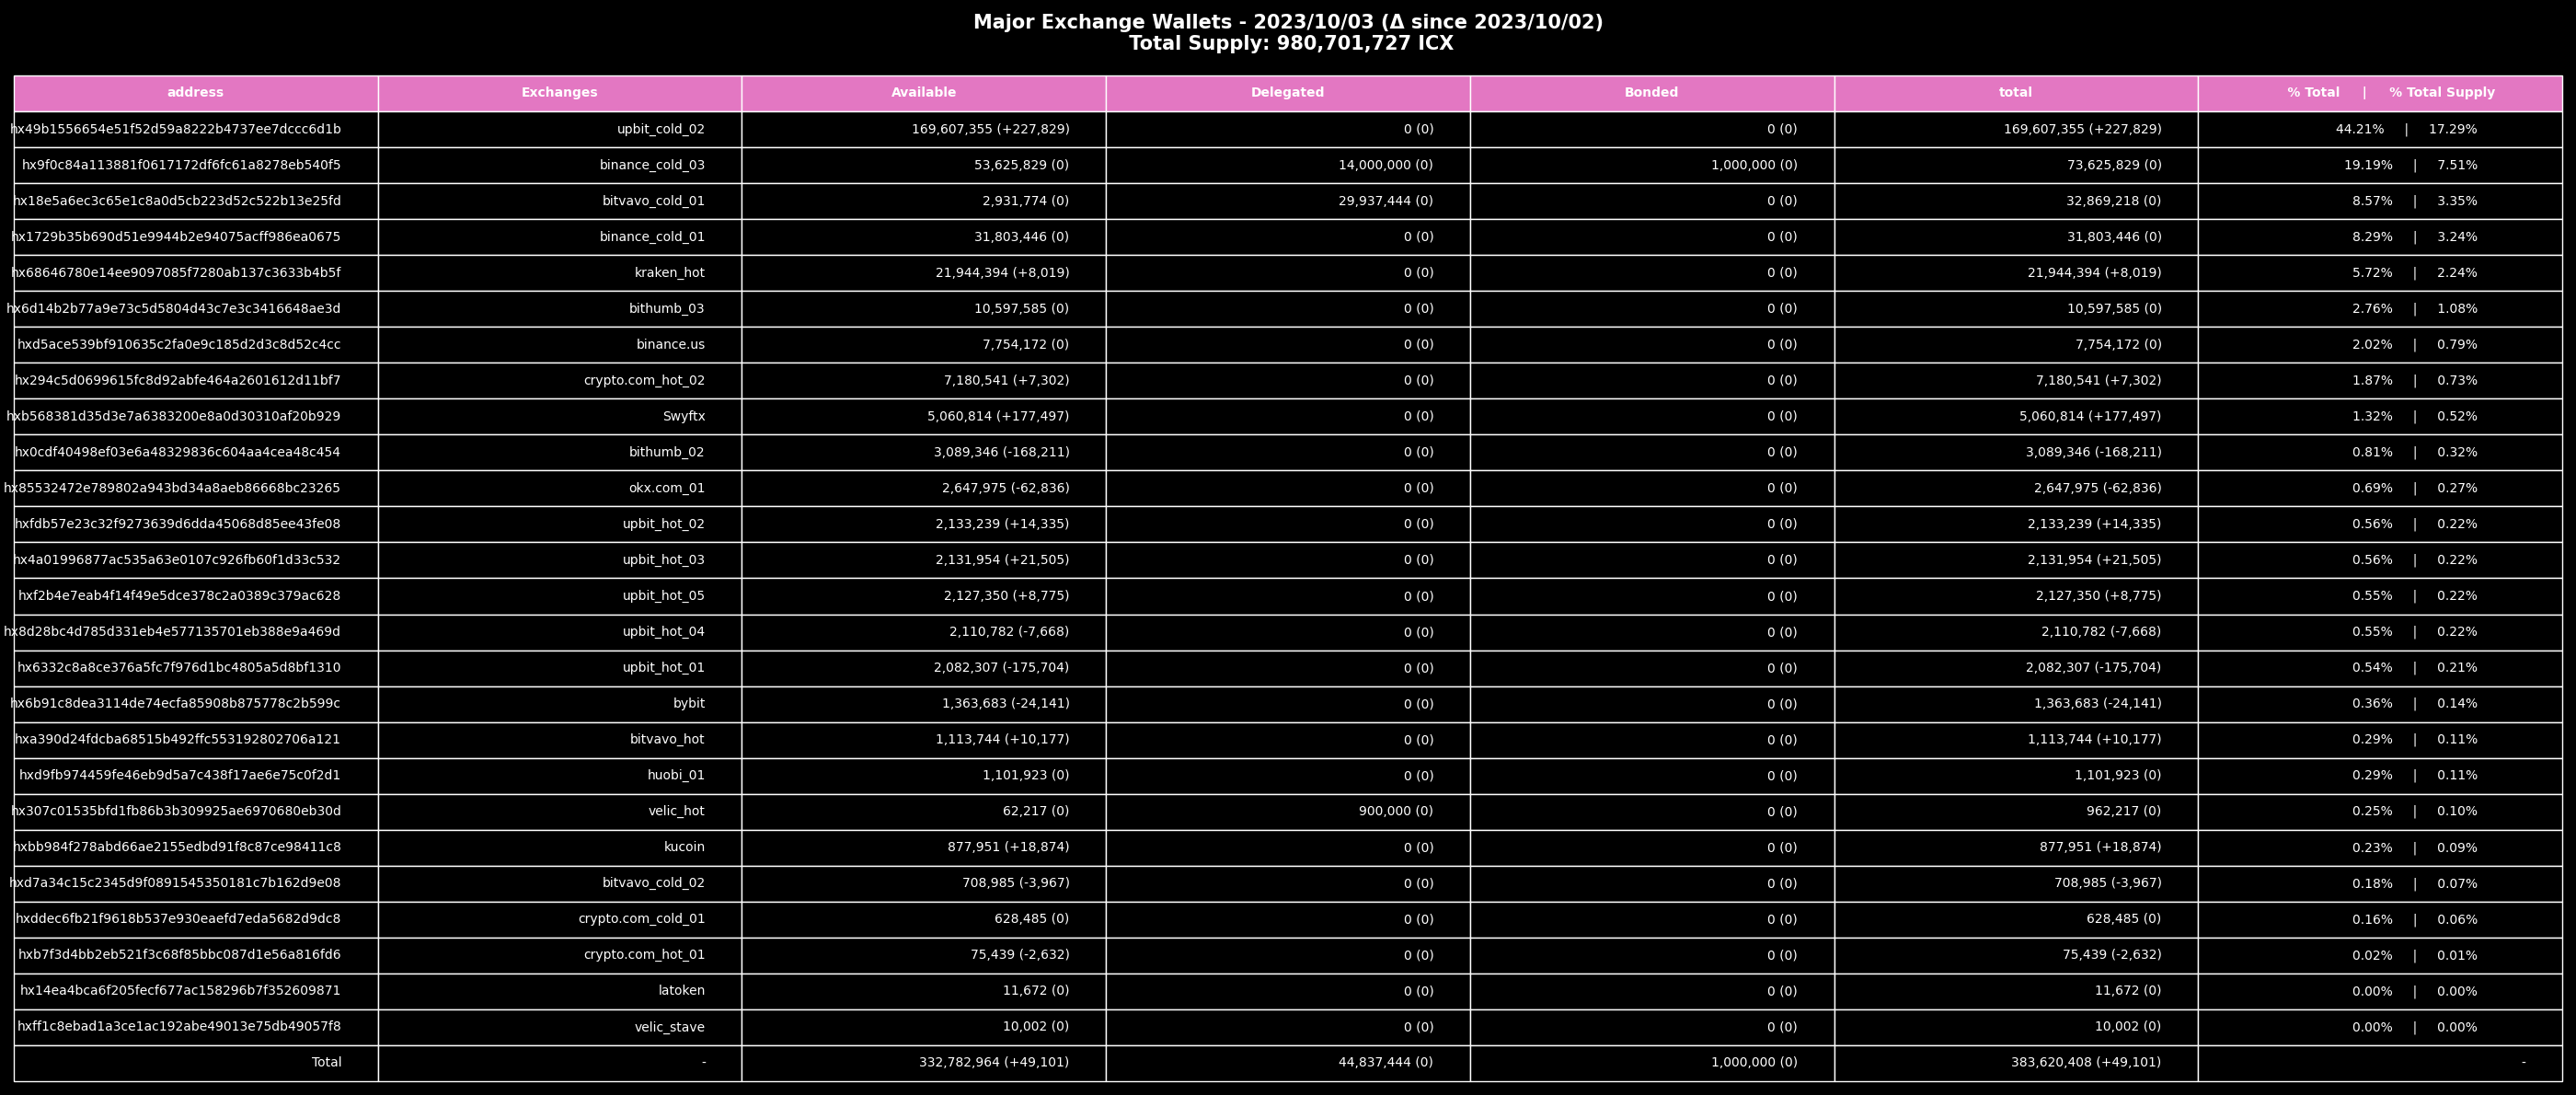 Major Exchange Wallets - 2023/10/03 (Δ since 2023/10/02)
Total Supply: 980,701,727 ICX
address Exchanges Available Delegated Bonded total % Total | % Total Supply
hx49b1556654e51f52d59a8222b4737ee7dccc6d1b upbit_cold_02 169,607,355 (+227,829) 0 (0) 0 (0) 169,607,355 (+227,829) 44.21% | 17.29%
hx9f0c84a113881f0617172df6fc61a8278eb540f5 binance_cold_03 53,625,829 (0) 14,000,000 (0) 1,000,000 (0) 73,625,829 (0) 19.19% | 7.51%
hx18e5a6ec3c65e1c8a0d5cb223d52c522b13e25fd bitvavo_cold_01 2,931,774 (0) 29,937,444 (0) 0 (0) 32,869,218 (0) 8.57% | 3.35%
hx1729b35b690d51e9944b2e94075acff986ea0675 binance_cold_01 31,803,446 (0) 0 (0) 0 (0) 31,803,446 (0) 8.29% | 3.24%
hx68646780e14ee9097085f7280ab137c3633b4b5f kraken_hot 21,944,394 (+8,019) 0 (0) 0 (0) 21,944,394 (+8,019) 5.72% | 2.24%
hx6d14b2b77a9e73c5d5804d43c7e3c3416648ae3d bithumb_03 10,597,585 (0) 0 (0) 0 (0) 10,597,585 (0) 2.76% | 1.08%
hxd5ace539bf910635c2fa0e9c185d2d3c8d52c4cc binance.us 7,754,172 (0) 0 (0) 0 (0) 7,754,172 (0) 2.02% | 0.79%
hx294c5d0699615fc8d92abfe464a2601612d11bf7 crypto.com_hot_02 7,180,541 (+7,302) 0 (0) 0 (0) 7,180,541 (+7,302) 1.87% | 0.73%
hxb568381d35d3e7a6383200e8a0d30310af20b929 Swyftx 5,060,814 (+177,497) 0 (0) 0 (0) 5,060,814 (+177,497) 1.32% | 0.52%
hx0cdf40498ef03e6a48329836c604aa4cea48c454 bithumb_02 3,089,346 (-168,211) 0 (0) 0 (0) 3,089,346 (-168,211) 0.81% | 0.32%
hx85532472e789802a943bd34a8aeb86668bc23265 okx.com_01 2,647,975 (-62,836) 0 (0) 0 (0) 2,647,975 (-62,836) 0.69% | 0.27%
hxfdb57e23c32f9273639d6dda45068d85ee43fe08 upbit_hot_02 2,133,239 (+14,335) 0 (0) 0 (0) 2,133,239 (+14,335) 0.56% | 0.22%
hx4a01996877ac535a63e0107c926fb60f1d33c532 upbit_hot_03 2,131,954 (+21,505) 0 (0) 0 (0) 2,131,954 (+21,505) 0.56% | 0.22%
hxf2b4e7eab4f14f49e5dce378c2a0389c379ac628 upbit_hot_05 2,127,350 (+8,775) 0 (0) 0 (0) 2,127,350 (+8,775) 0.55% | 0.22%
hx8d28bc4d785d331eb4e577135701eb388e9a469d upbit_hot_04 2,110,782 (-7,668) 0 (0) 0 (0) 2,110,782 (-7,668) 0.55% | 0.22%
hx6332c8a8ce376a5fc7f976d1bc4805a5d8bf1310 upbit_hot_01 2,082,307 (-175,704) 0 (0) 0 (0) 2,082,307 (-175,704) 0.54% | 0.21%
hx6b91c8dea3114de74ecfa85908b875778c2b599c bybit 1,363,683 (-24,141) 0 (0) 0 (0) 1,363,683 (-24,141) 0.36% | 0.14%
hxa390d24fdcba68515b492ffc553192802706a121 bitvavo_hot 1,113,744 (+10,177) 0 (0) 0 (0) 1,113,744 (+10,177) 0.29% | 0.11%
hxd9fb974459fe46eb9d5a7c438f17ae6e75c0f2d1 huobi_01 1,101,923 (0) 0 (0) 0 (0) 1,101,923 (0) 0.29% | 0.11%
hx307c01535bfd1fb86b3b309925ae6970680eb30d velic_hot 62,217 (0) 900,000 (0) 0 (0) 962,217 (0) 0.25% | 0.10%
hxbb984f278abd66ae2155edbd91f8c87ce98411c8 kucoin 877,951 (+18,874) 0 (0) 0 (0) 877,951 (+18,874) 0.23% | 0.09%
hxd7a34c15c2345d9f0891545350181c7b162d9e08 bitvavo_cold_02 708,985 (-3,967) 0 (0) 0 (0) 708,985 (-3,967) 0.18% | 0.07%
hxddec6fb21f9618b537e930eaefd7eda5682d9dc8 crypto.com_cold_01 628,485 (0) 0 (0) 0 (0) 628,485 (0) 0.16% | 0.06%
hxb7f3d4bb2eb521f3c68f85bbc087d1e56a816fd6 crypto.com_hot_01 75,439 (-2,632) 0 (0) 0 (0) 75,439 (-2,632) 0.02% | 0.01%
hx14ea4bca6f205fecf677ac158296b7f352609871 latoken 11,672 (0) 0 (0) 0 (0) 11,672 (0) 0.00% | 0.00%
hxff1c8ebad1a3ce1ac192abe49013e75db49057f8 velic_stave 10,002 (0) 0 (0) 0 (0) 10,002 (0) 0.00% | 0.00%
Total - 332,782,964 (+49,101) 44,837,444 (0) 1,000,000 (0) 383,620,408 (+49,101) -